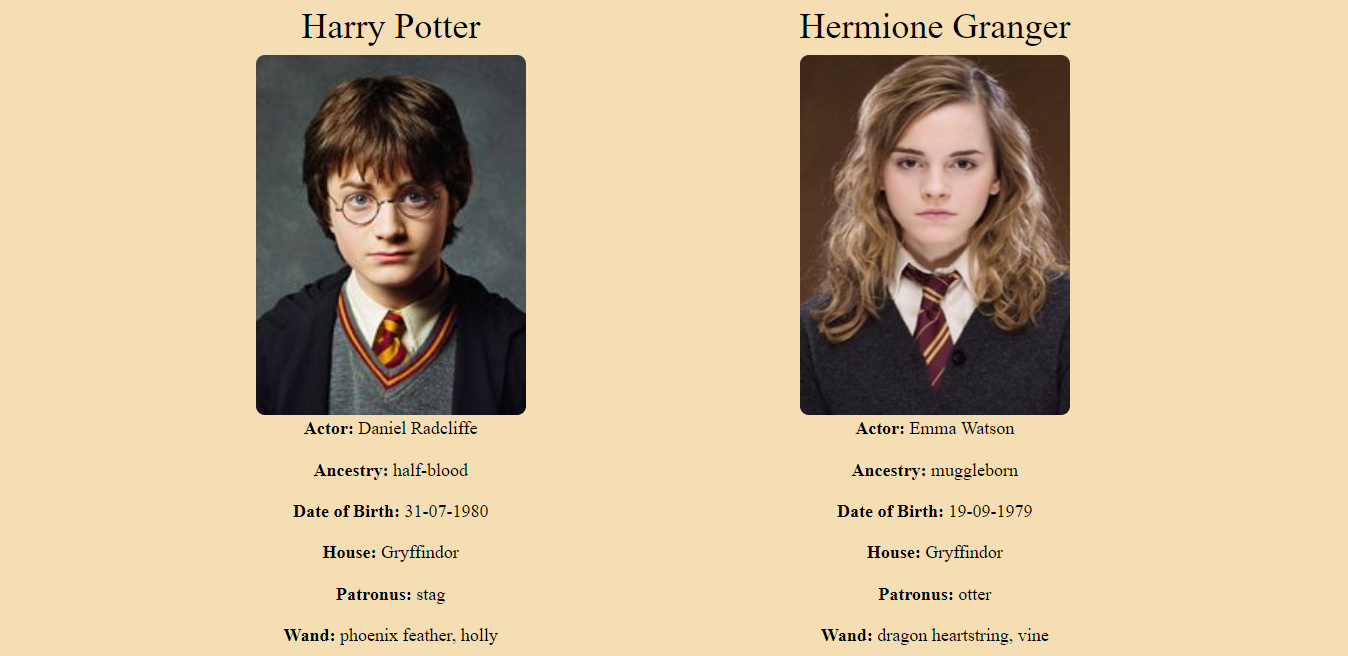 Harry Potter
Actor: Daniel Radcliffe
Ancestry: half-blood
Date of Birth: 31-07-1980
House: Gryffindor
Patronus: stag
Wand: phoenix feather, holly
Hermione Granger
Actor: Emma Watson
Ancestry: muggleborn
Date of Birth: 19-09-1979
House: Gryffindor
Patronus: otter
Wand: dragon heartstring, vine